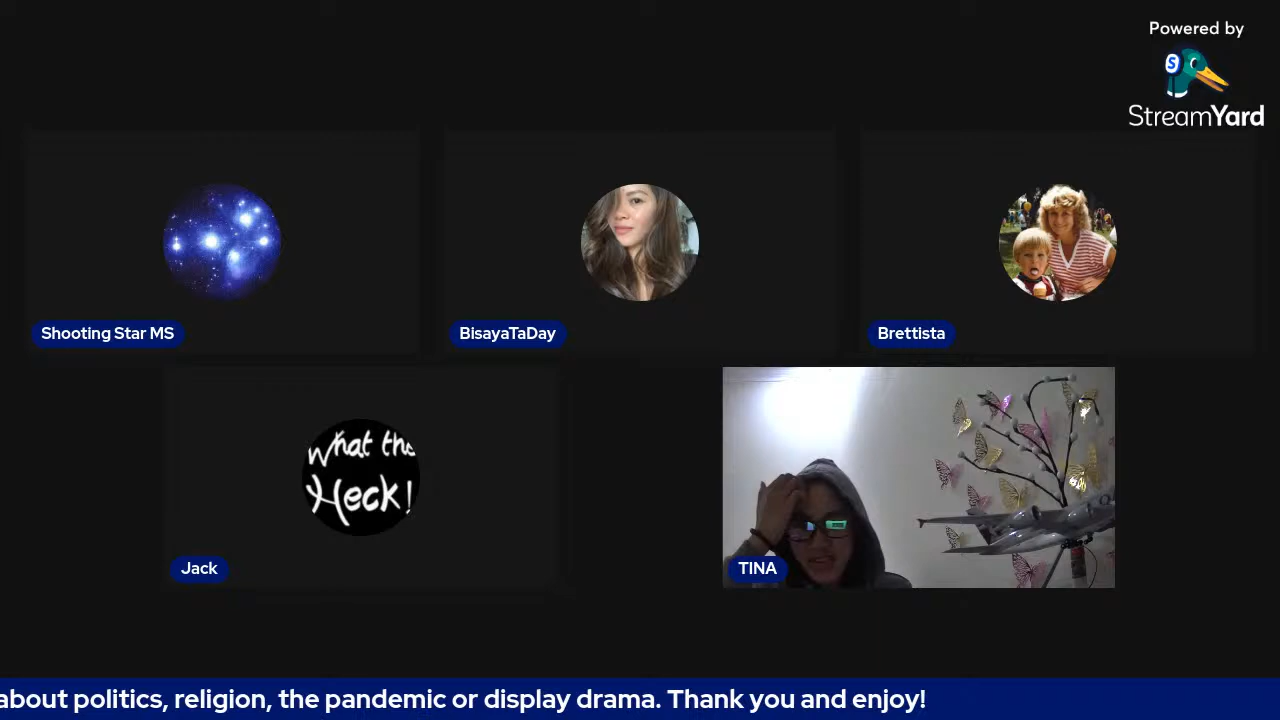 Powered by
StreamYard
Shooting Star MS
BisayaTaDay
Brettista
What the
Heck!
Jack
TINA
about politics, religion, the pandemic or display drama. Thank you and enjoy!